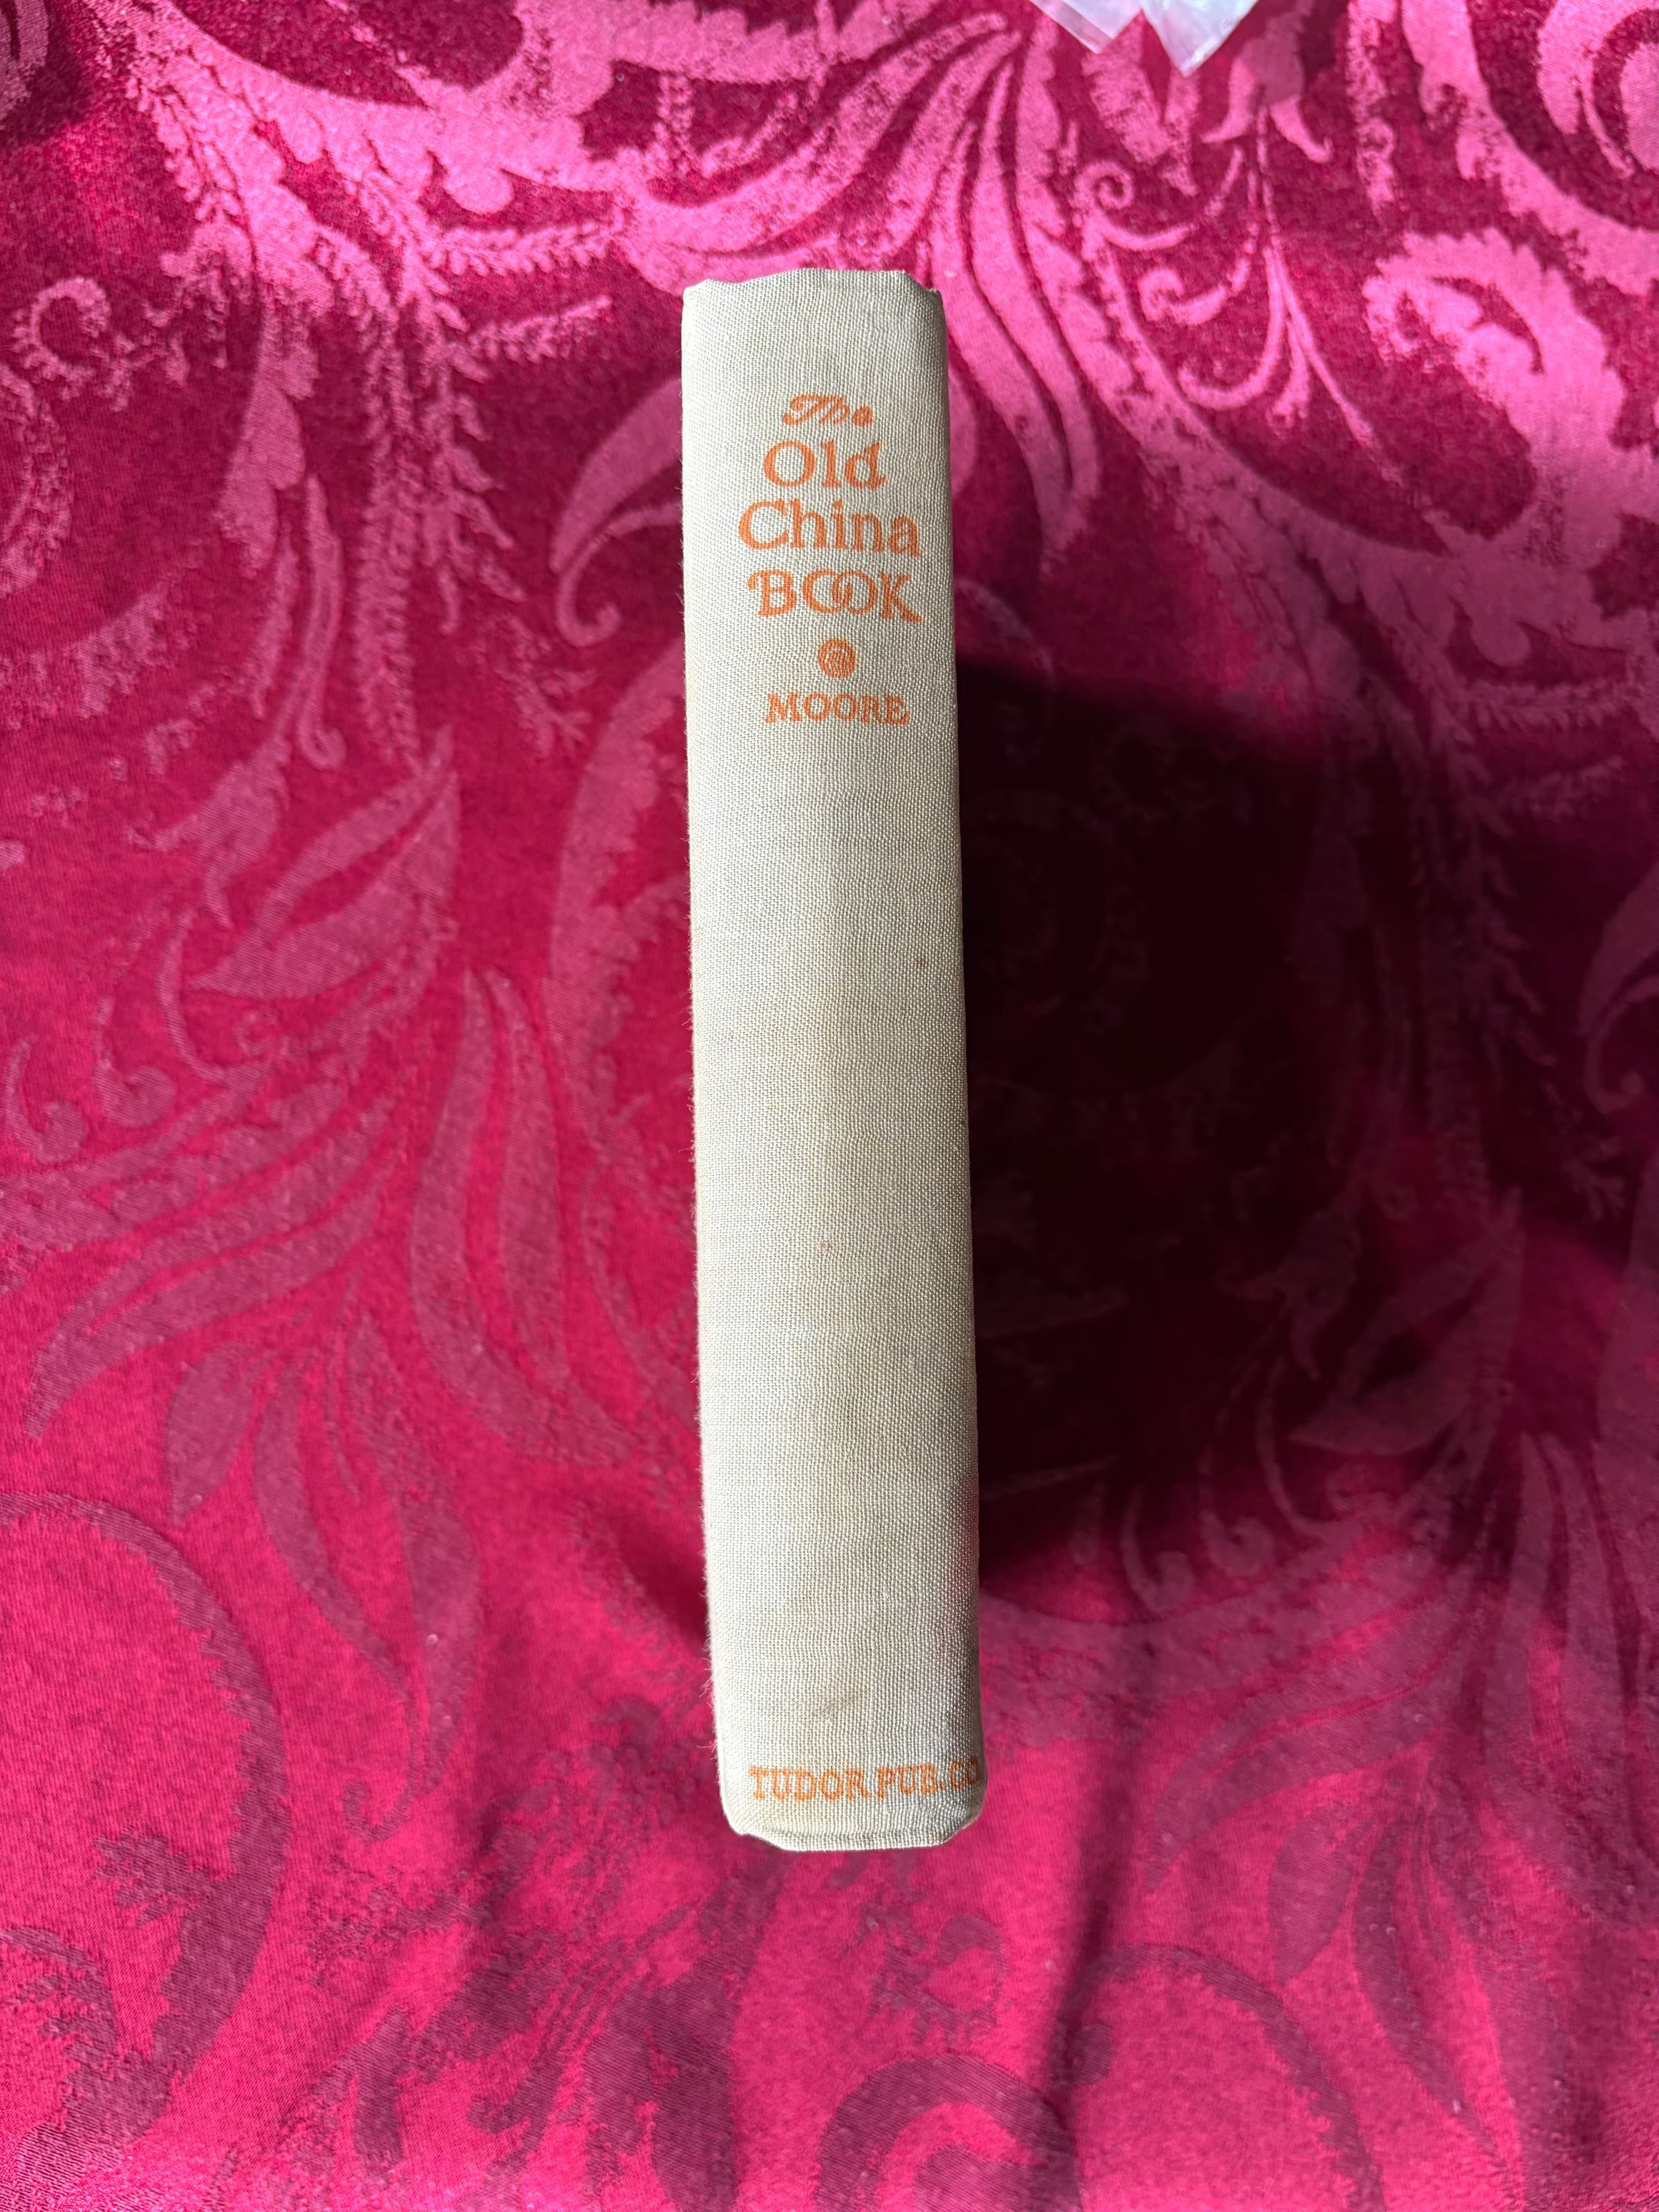 The
Old
China
BOOK
MOORE
TUDOR PUB. CO.